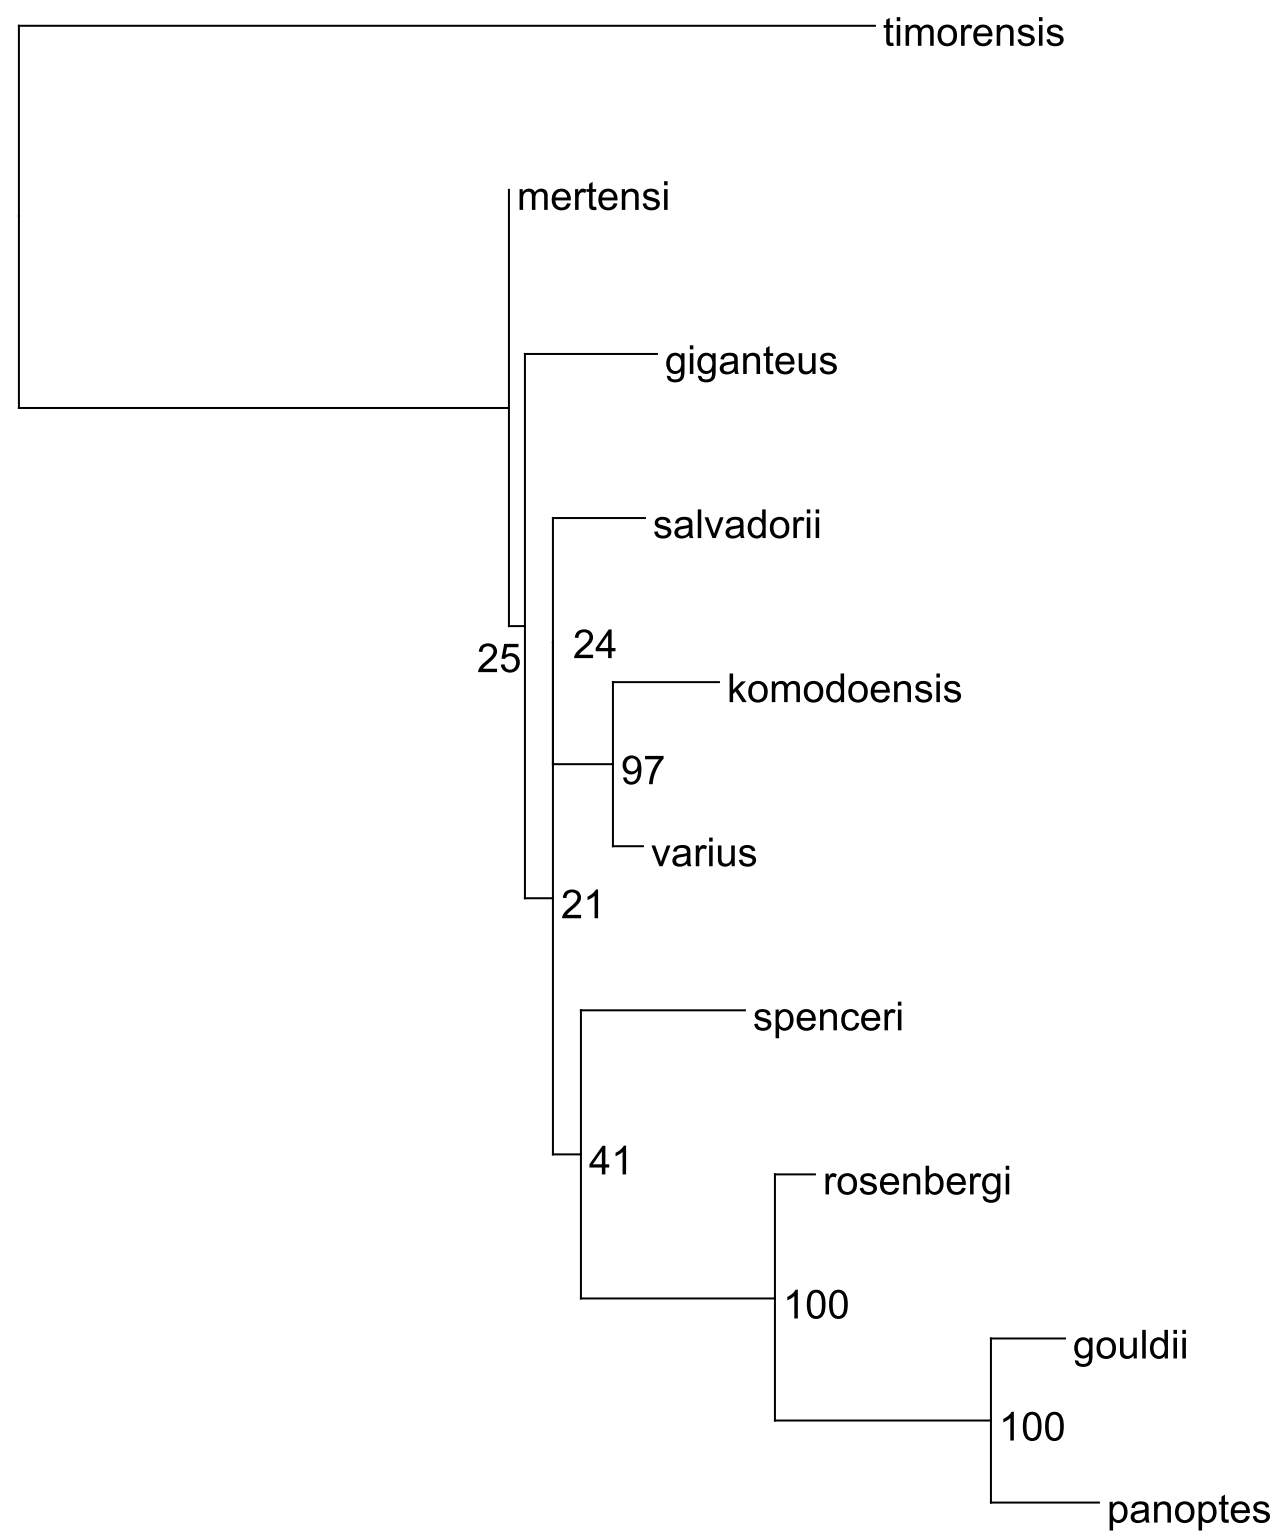 timorensis
mertensi
giganteus
salvadorii
24
25
komodoensis
97
varius
21
spenceri
41
rosenbergi
100
gouldii
100
panoptes